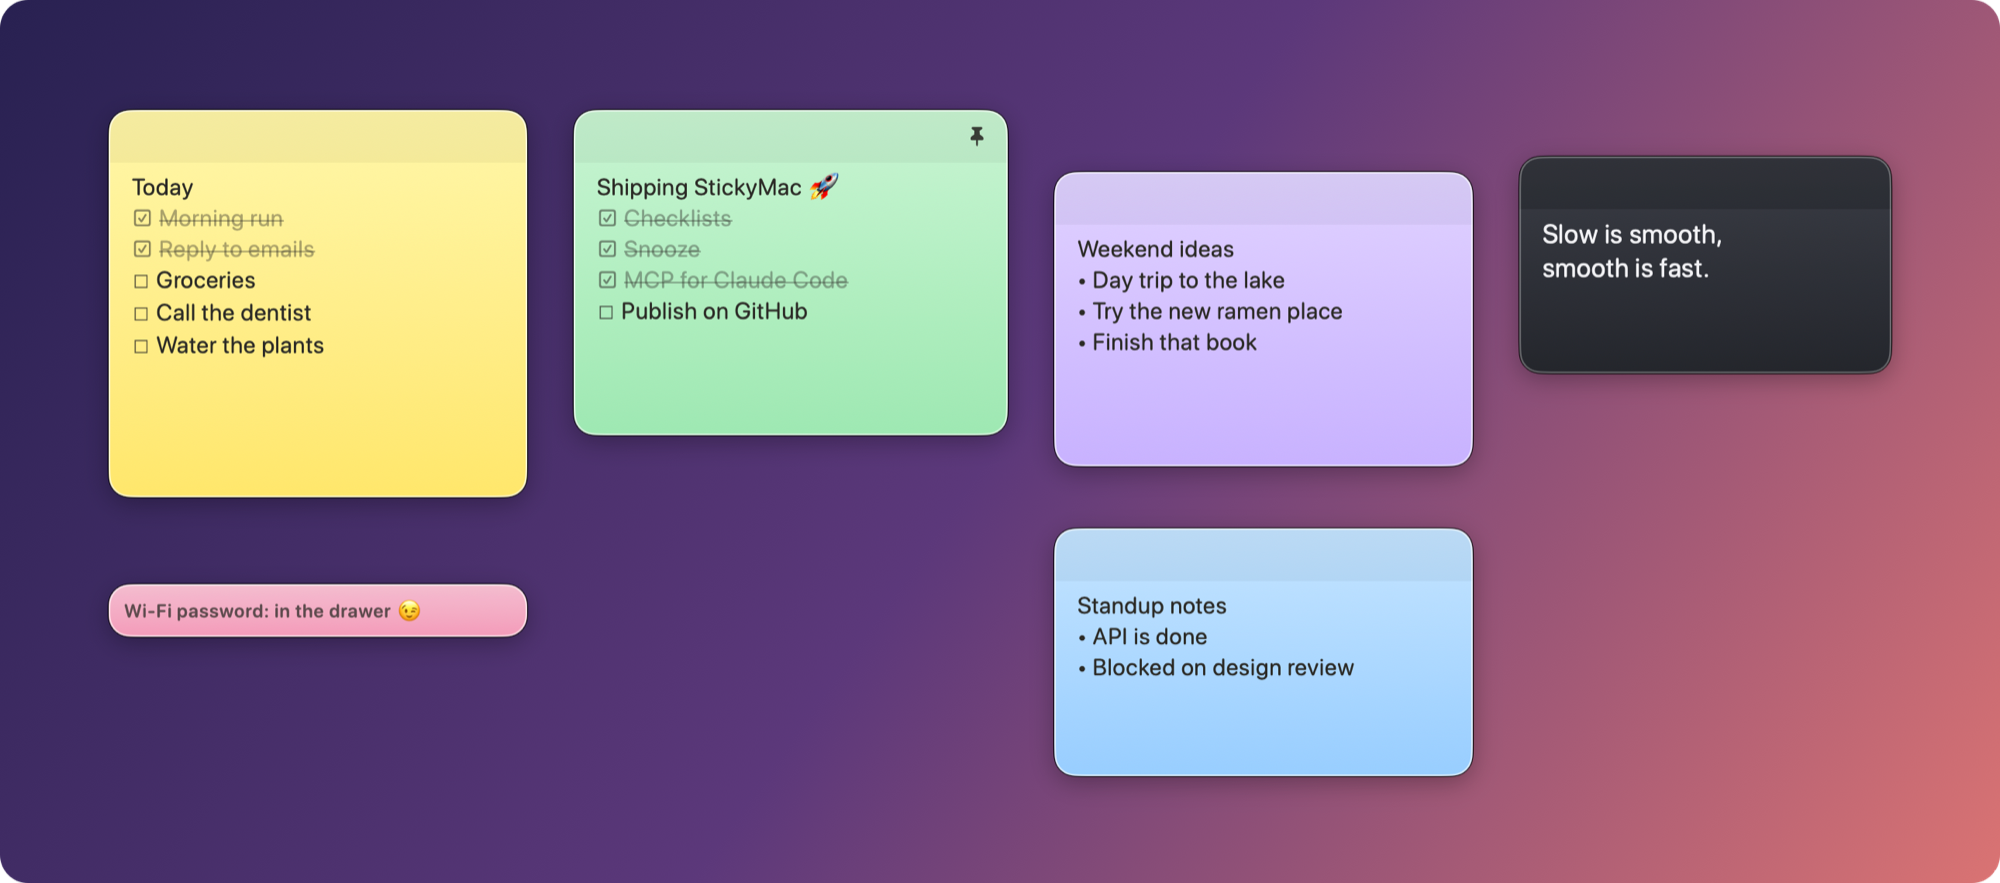 Today
☑ Morning run
☑ Reply to emails
☐ Groceries
☐ Call the dentist
☐ Water the plants
Shipping StickyMac 🚀
☑ Checklists
☑ Snooze
☑ MCP for Claude Code
☐ Publish on GitHub
Weekend ideas
• Day trip to the lake
• Try the new ramen place
• Finish that book
Slow is smooth,
smooth is fast.
Wi-Fi password: in the drawer 😉
Standup notes
• API is done
• Blocked on design review